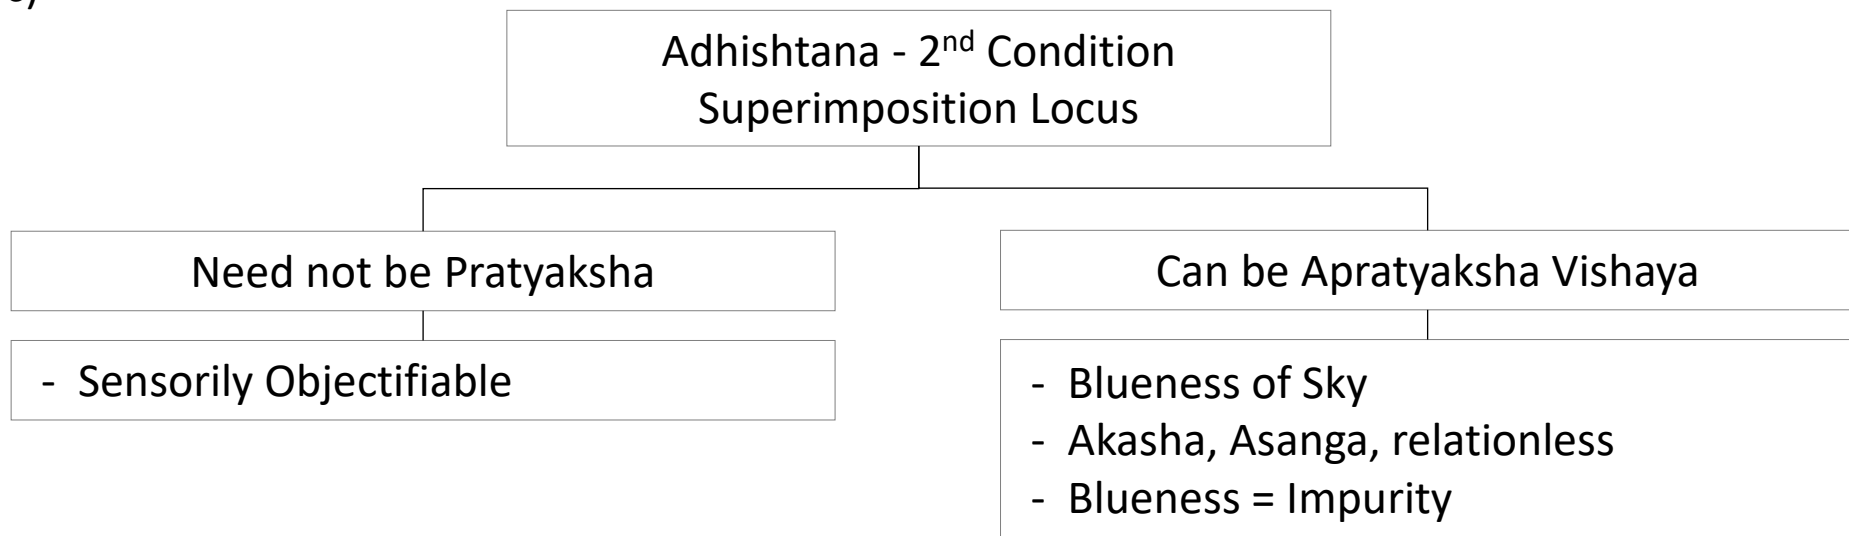 Adhishtana - 2nd Condition
Superimposition Locus
Need not be Pratyaksha
Can be Apratyaksha Vishaya
- Sensorily Objectifiable
- Blueness of Sky
- Akasha, Asanga, relationless
- Blueness = Impurity